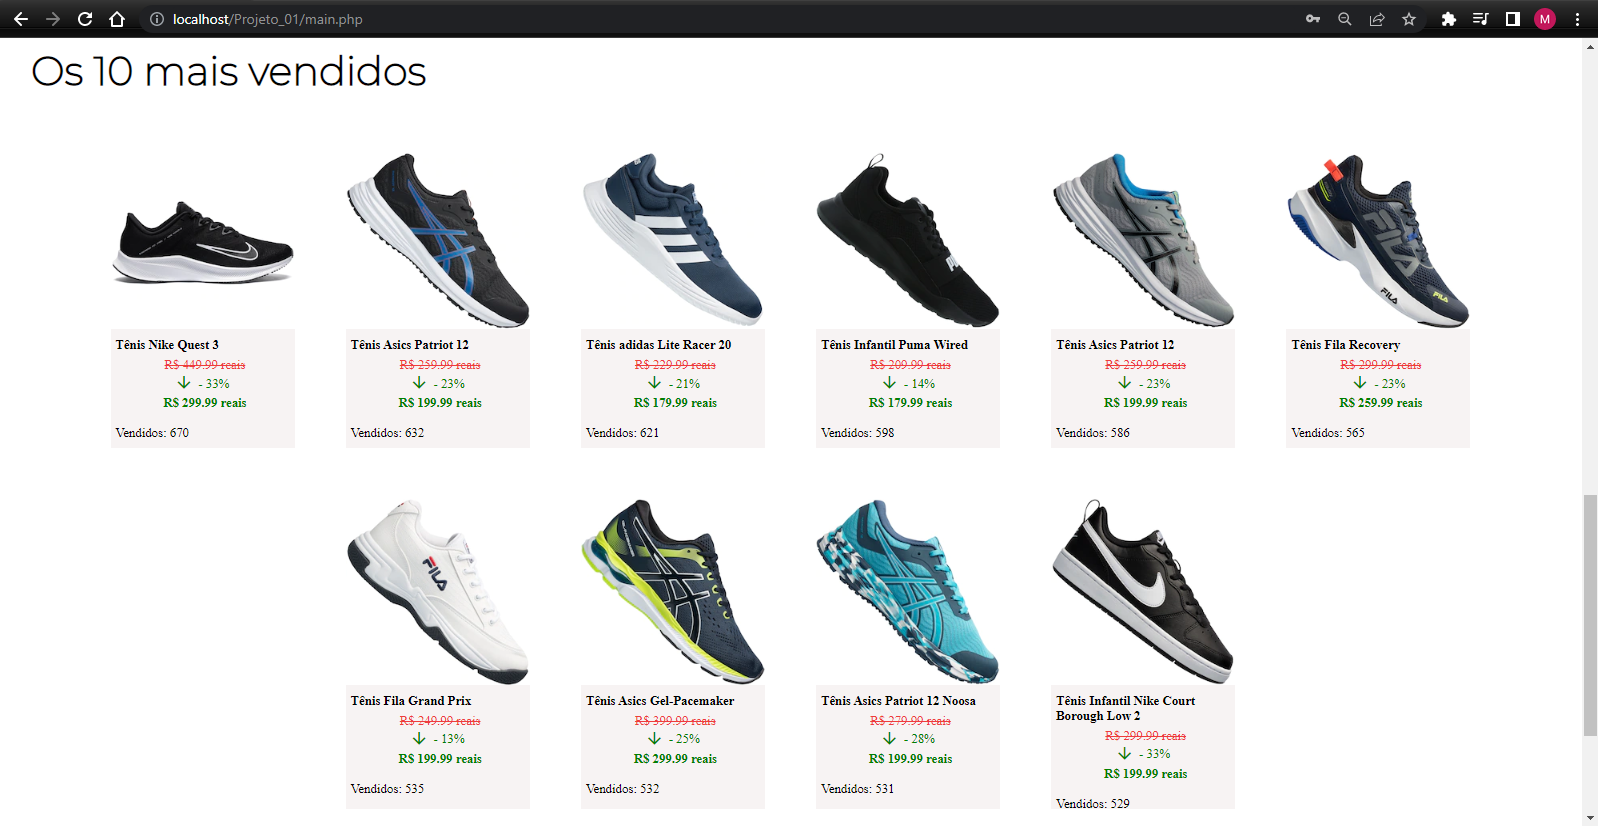 localhost/Projeto_01/main.php
M
Os 10 mais vendidos
PU
FILA
FILA
Tênis Nike Quest 3
R$ 449.99 reais
- 33%
R$ 299.99 reais
Vendidos: 670
Tênis Asics Patriot 12
R$ 259.99 reais
- 23%
R$ 199.99 reais
Vendidos: 632
Tênis adidas Lite Racer 20
R$ 229.99 reais
- 21%
R$ 179.99 reais
Vendidos: 621
Tênis Infantil Puma Wired
R$ 209.99 reais
- 14%
R$ 179.99 reais
Vendidos: 598
Tênis Asics Patriot 12
R$ 259.99 reais
- 23%
R$ 199.99 reais
Vendidos: 586
Tênis Fila Recovery
R$ 299.99 reais
- 23%
R$ 259.99 reais
Vendidos: 565
FILA
Tênis Fila Grand Prix
R$ 249.99 reais
- 13%
R$ 199.99 reais
Vendidos: 535
Tênis Asics Gel-Pacemaker
R$ 399.99 reais
- 25%
R$ 299.99 reais
Vendidos: 532
Tênis Asics Patriot 12 Noosa
R$ 279.99 reais
- 28%
R$ 199.99 reais
Vendidos: 531
Tênis Infantil Nike Court
Borough Low 2
R$ 299.99 reais
- 33%
R$ 199.99 reais
Vendidos: 529